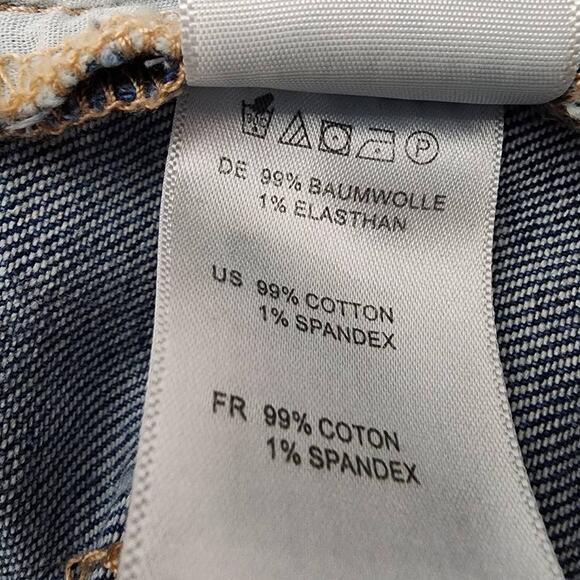 P
DE 99% BAUMWOLLE
1% ELASTHAN
US 99% COTTON
1% SPANDEX
FR 99% COTON
1% SPANDEX